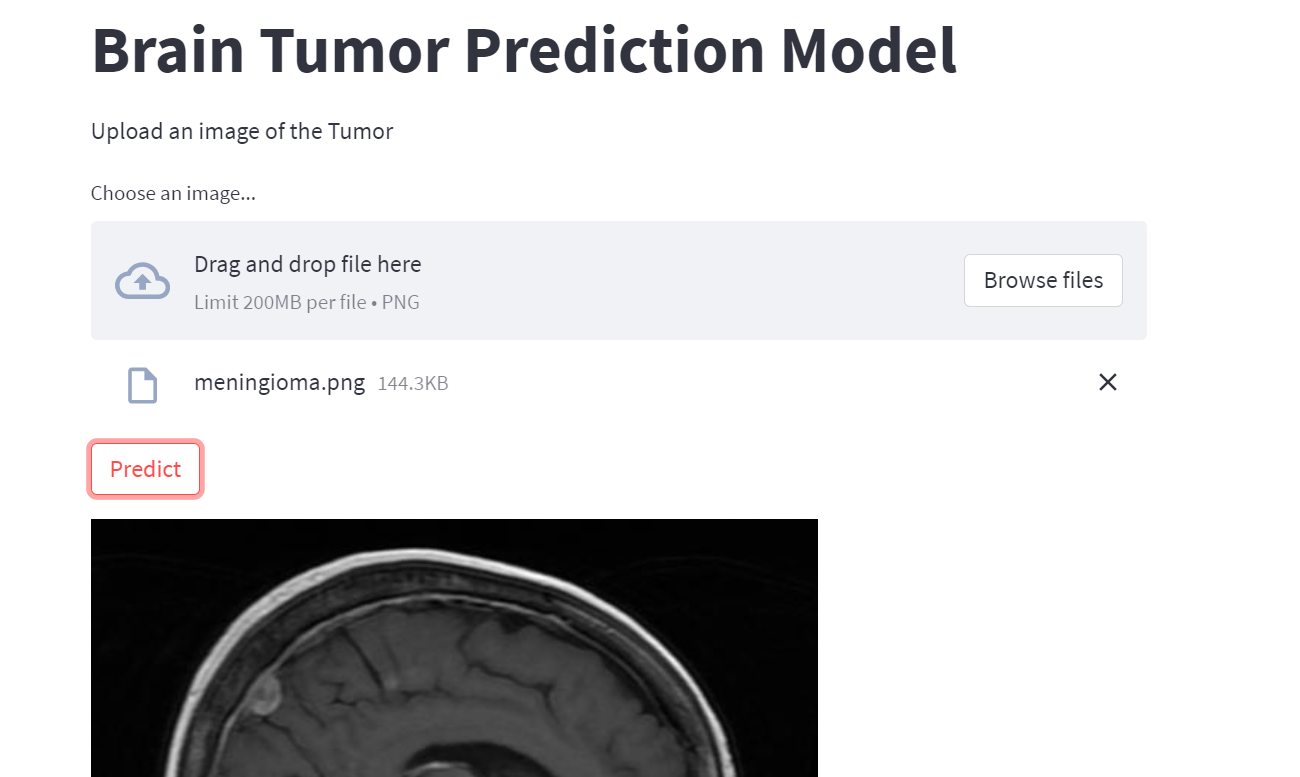 Brain Tumor Prediction Model
Upload an image of the Tumor
Choose an image...
Drag and drop file here
Limit 200MB per file • PNG
Browse files
meningioma.png 144.3KB
Predict